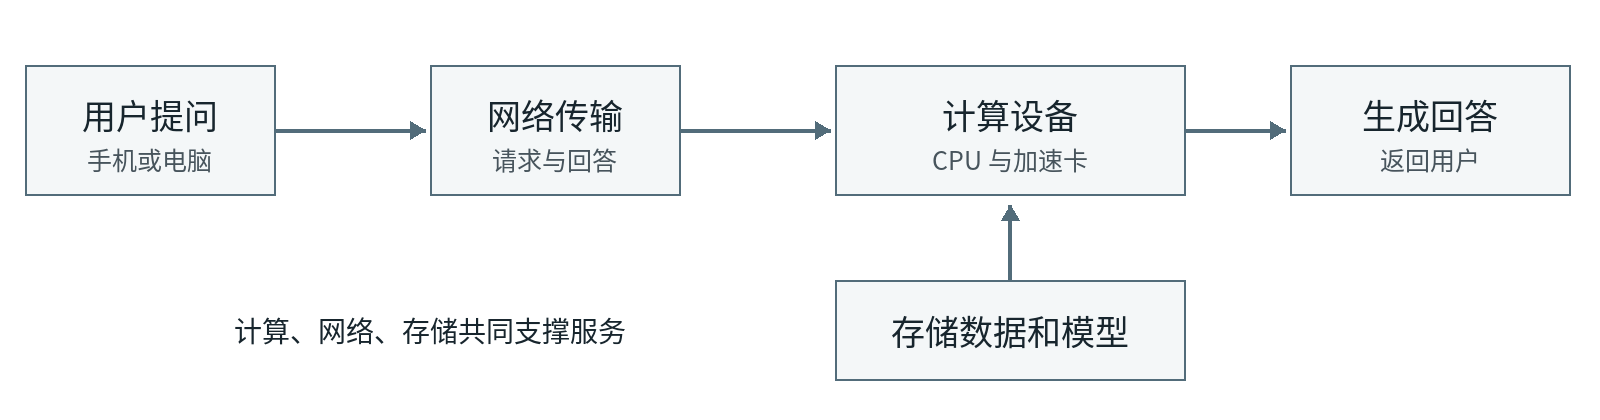 用户提问
手机或电脑
网络传输
请求与回答
计算设备
CPU 与加速卡
生成回答
返回用户
计算、网络、存储共同支撑服务
存储数据和模型